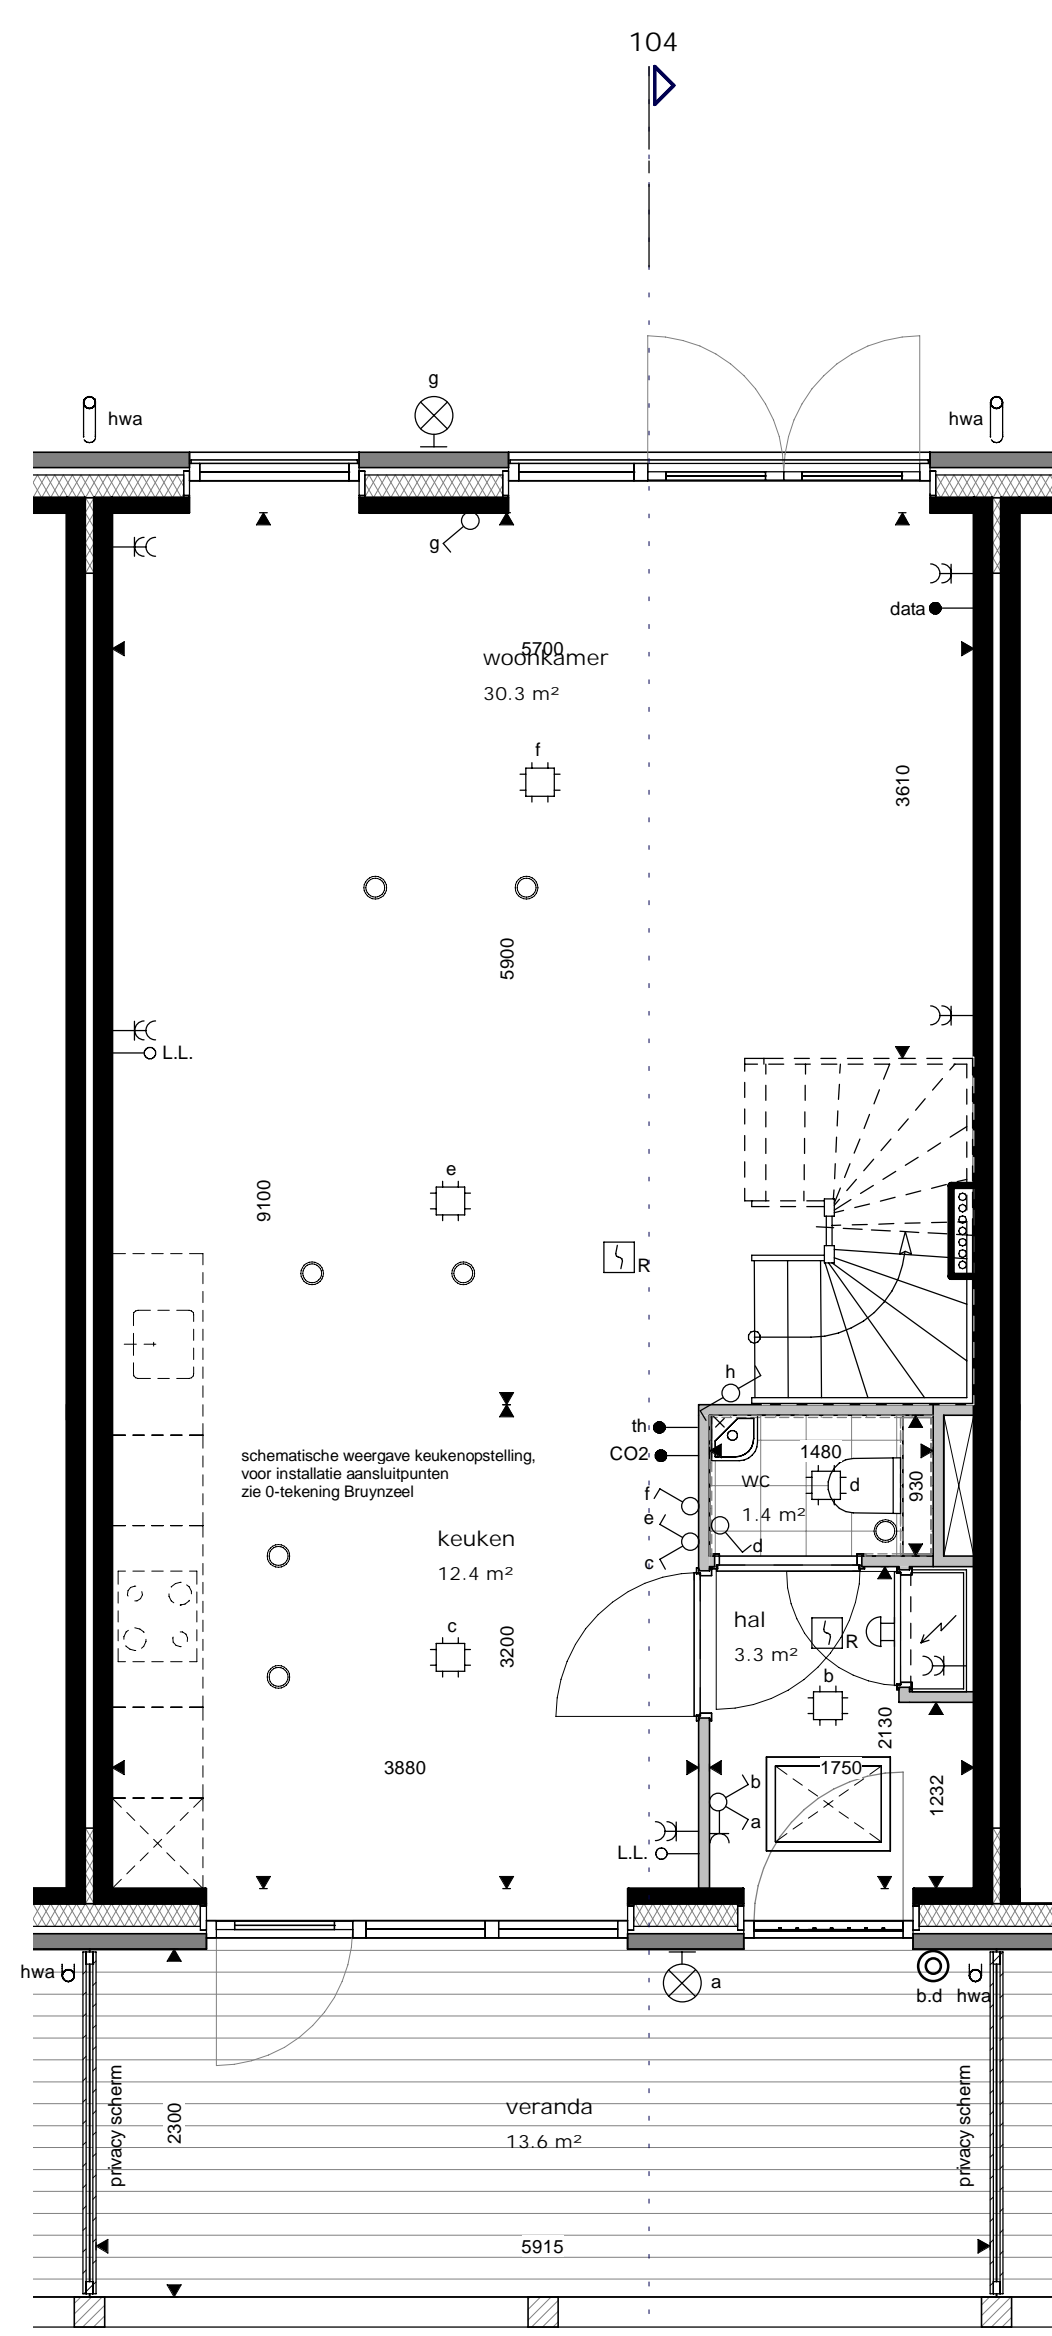 104
g
hwa
hwa
g
data
5700
woonkamer
30.3 m²
f
3610
5900
L.L.
e
9100
R
h
th
CO2
1480
930
schematische weergave keukenopstelling,
voor installatie aansluitpunten
zie 0-tekening Bruynzeel
wc
d
1.4 m²
f
e
d
c
keuken
12.4 m²
hal
3.3 m²
R
c
3200
b
2130
3880
1750
b
a
1232
L.L.
hwa
a
b.d
hwa
privacy scherm
2300
veranda
13.6 m²
privacy scherm
5915